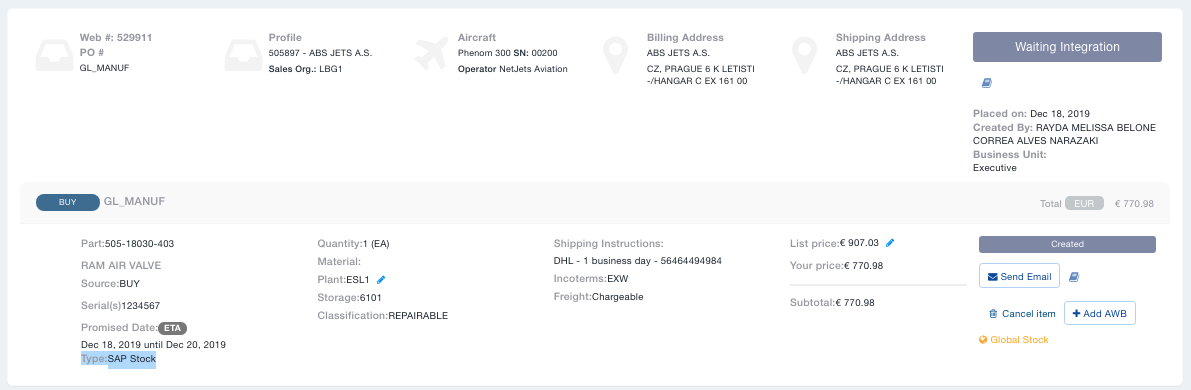 Web #: 529911
PO #
GL_MANUF
Profile
505897 - ABS JETS A.S.
Sales Org.: LBG1
Aircraft
Phenom 300 SN: 00200
Operator NetJets Aviation
Billing Address
ABS JETS A.S.
CZ, PRAGUE 6 K LETISTI
-/HANGAR C EX 161 00
Shipping Address
ABS JETS A.S.
CZ, PRAGUE 6 K LETISTI
-/HANGAR C EX 161 00
Waiting Integration
Placed on: Dec 18, 2019
Created By: RAYDA MELISSA BELONE
CORREA ALVES NARAZAKI
Business Unit:
Executive
BUY GL_MANUF
Total EUR € 770.98
Part:505-18030-403
RAM AIR VALVE
Source:BUY
Serial(s)1234567
Promised Date:ETA
Dec 18, 2019 until Dec 20, 2019
Type:SAP Stock
Quantity:1 (EA)
Material:
Plant:ESL1
Storage:6101
Classification:REPAIRABLE
Shipping Instructions:
DHL - 1 business day - 56464494984
Incoterms:EXW
Freight:Chargeable
List price:€ 907.03
Your price:€ 770.98
Subtotal:€ 770.98
Created
Send Email
Cancel item
+ Add AWB
Global Stock